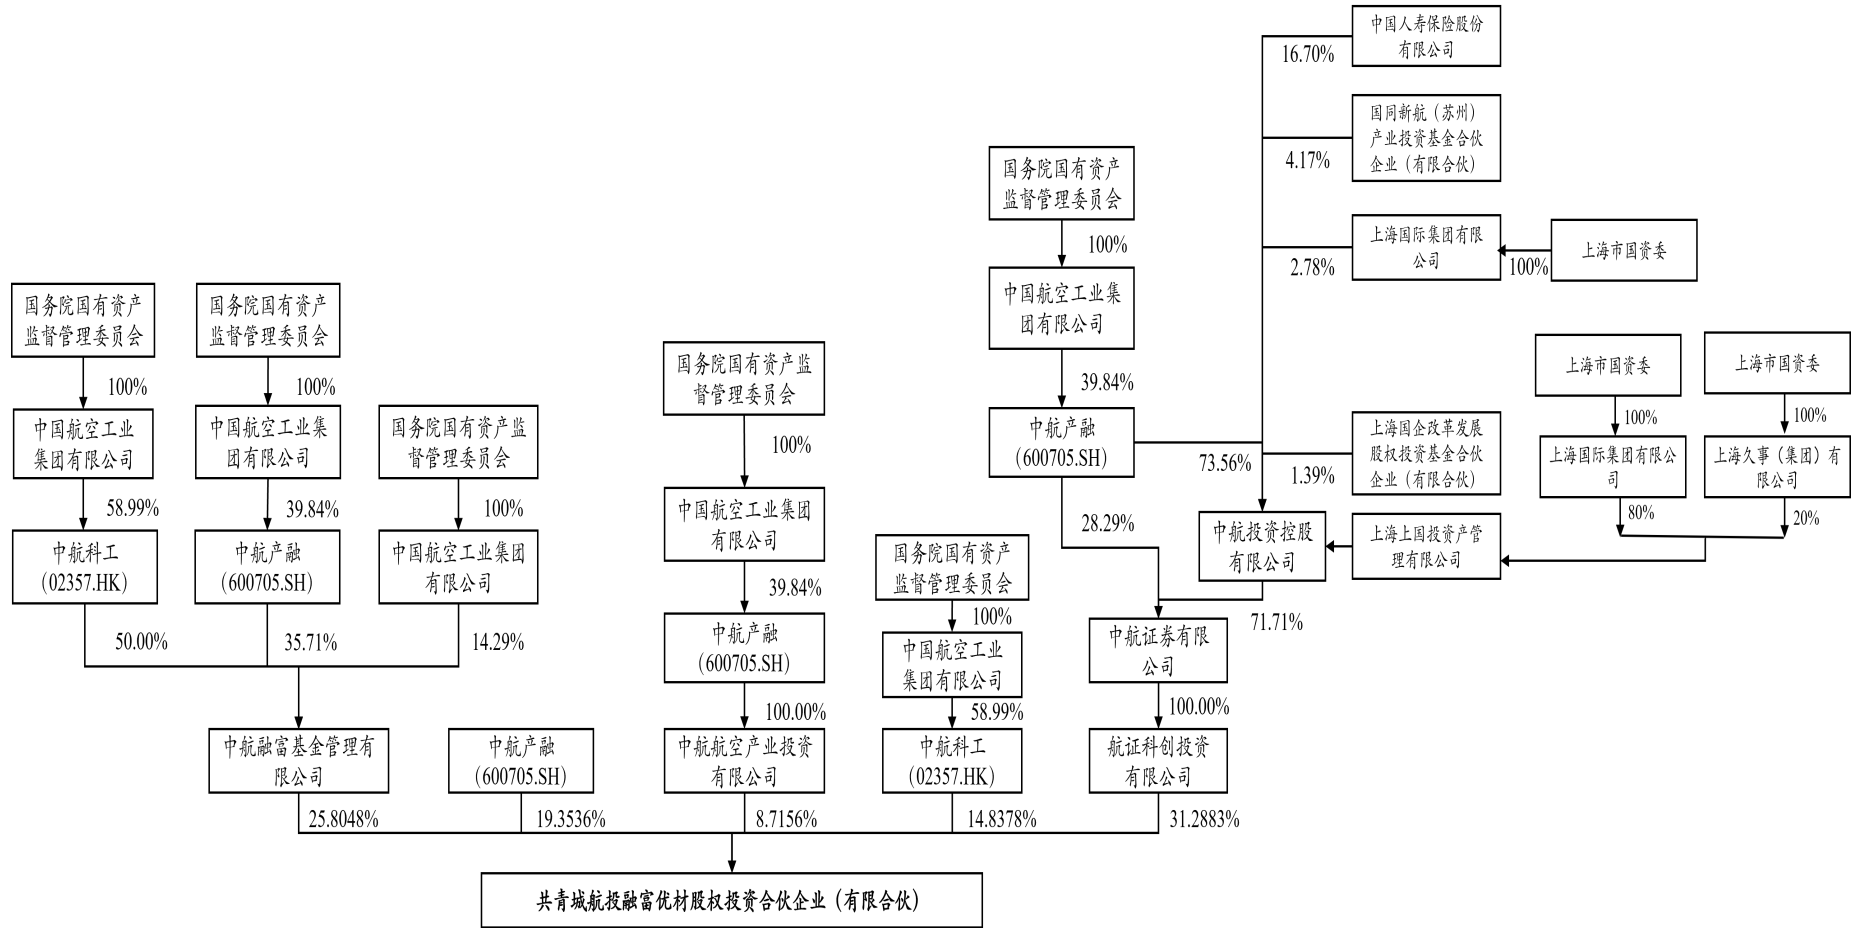 中国人寿保险股份
有限公司
16.70%
国同新航（苏州）
产业投资基金合伙
企业（有限合伙）
4.17%
国务院国有资产
监督管理委员会
100%
上海国际集团有限
公司
2.78%
100%
上海市国资委
中国航空工业集
团有限公司
国务院国有资产
监督管理委员会
100%
国务院国有资产
监督管理委员会
100%
国务院国有资产监
督管理委员会
100%
39.84%
上海市国资委
100%
上海市国资委
100%
中国航空工业
集团有限公司
58.99%
中国航空工业集
团有限公司
39.84%
国务院国有资产监
督管理委员会
100%
中航产融
(600705.SH)
73.56%
28.29%
上海国企改革发展
股权投资基金合伙
企业（有限合伙）
1.39%
上海国际集团有限公
司
80%
上海久事（集团）有
限公司
20%
中国航空工业集团
有限公司
39.84%
中航科工
(02357.HK)
50.00%
中航产融
(600705.SH)
35.71%
中国航空工业集团
有限公司
14.29%
国务院国有资产
监督管理委员会
100%
中航投资控股
有限公司
71.71%
上海上国投资产管
理有限公司
中航产融
(600705.SH)
100.00%
中国航空工业
集团有限公司
58.99%
中航证券有限
公司
100.00%
中航融富基金管理有
限公司
25.8048%
中航产融
(600705.SH)
19.3536%
中航航空产业投资
有限公司
8.7156%
中航科工
(02357.HK)
14.8378%
航证科创投资
有限公司
31.2883%
共青城航投融富优材股权投资合伙企业（有限合伙）